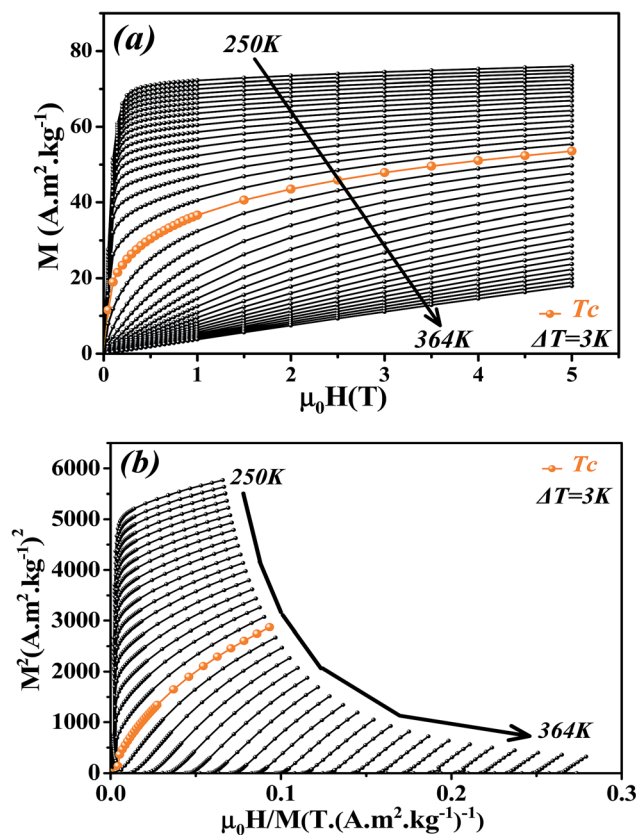 (a)
250K
80
60
40
20
0
M (A.m².kg⁻¹)
Tc
364K
ΔT=3K
0 1 2 3 4 5
μ₀H(T)
(b)
250K
Tc
ΔT=3K
6000
5000
4000
3000
2000
1000
0
M²(A.m².kg⁻¹)²
364K
0.0 0.1 0.2 0.3
μ₀H/M(T.(A.m².kg⁻¹)⁻¹)